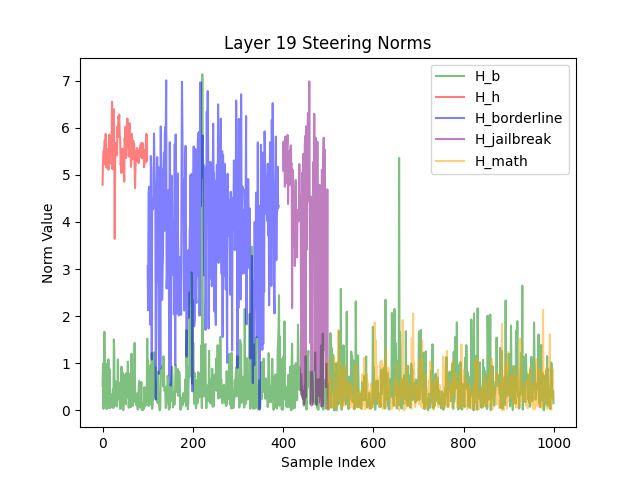 Layer 19 Steering Norms
H_b
H_h
H_borderline
H_jailbreak
H_math
Norm Value
7
6
5
4
3
2
1
0
0 200 400 600 800 1000
Sample Index